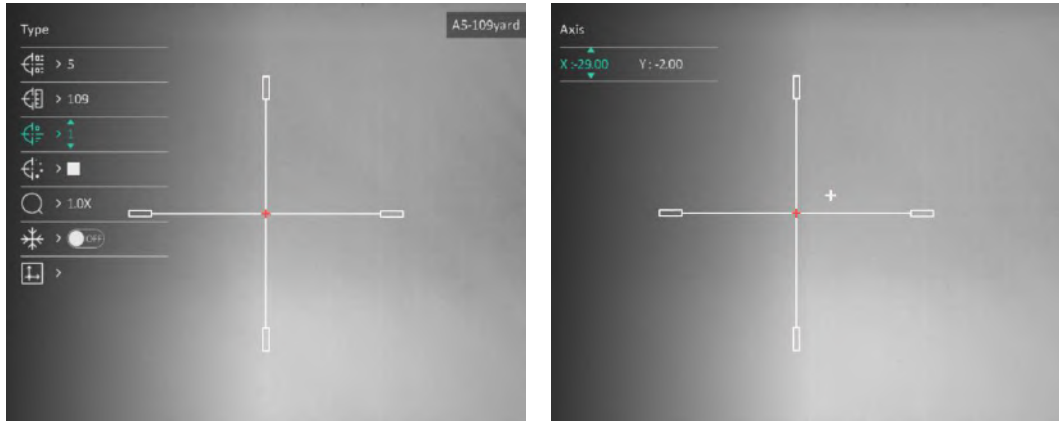 Type
A5-109yard
> 5
> 109
> 1
>
> 1.0X
> OFF
>
Axis
X :-29.00 Y : -2.00